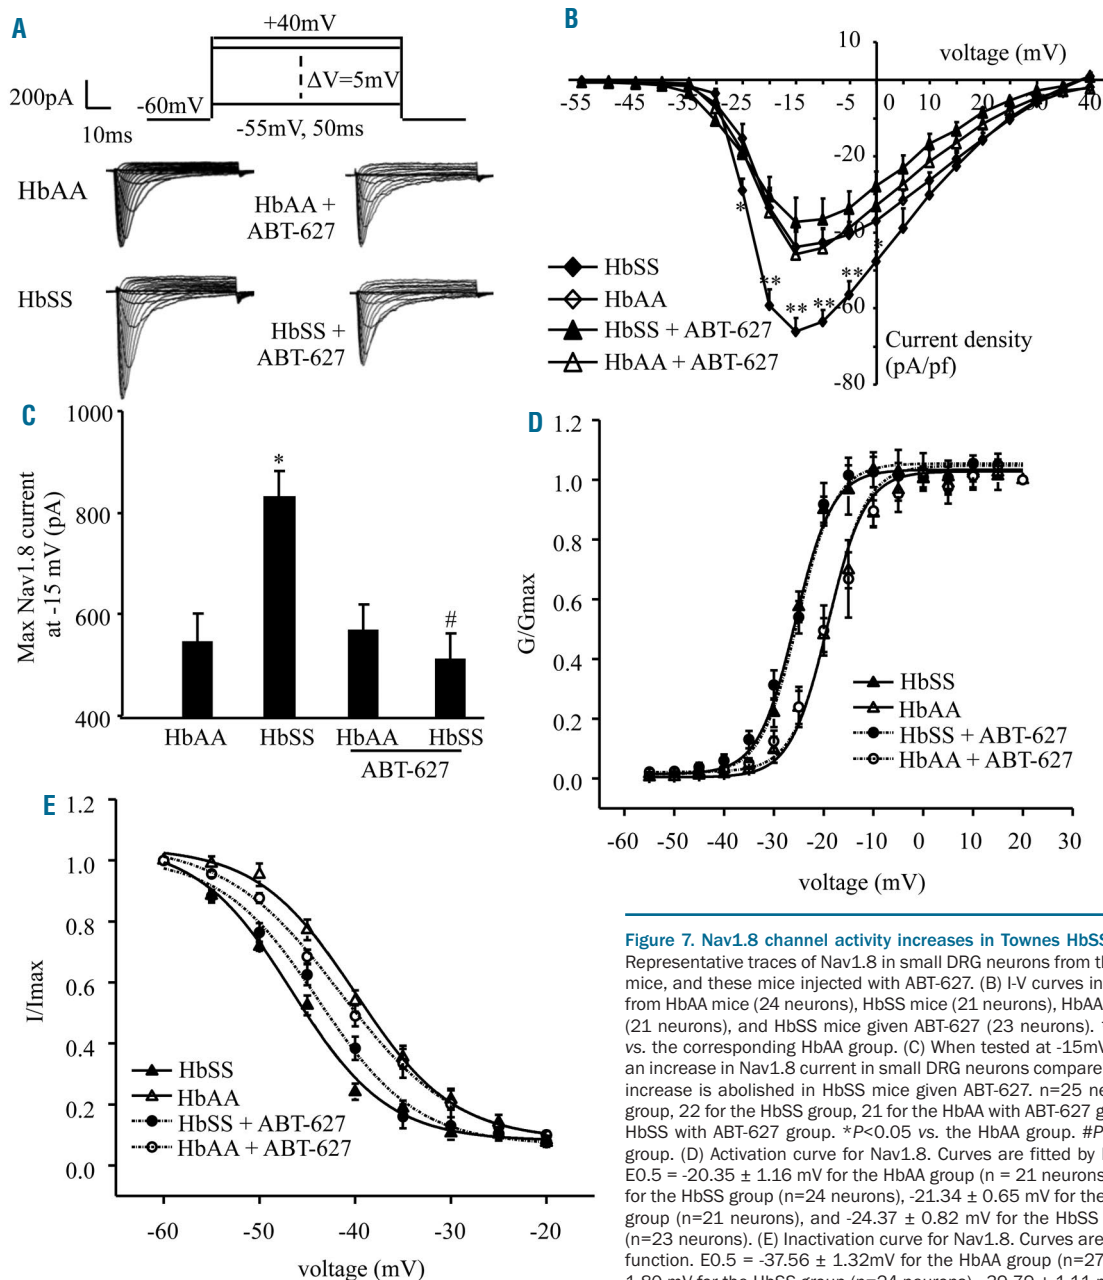 A
+40mV
ΔV=5mV
200pA
-60mV
10ms
-55mV, 50ms
HbAA
HbAA +
ABT-627
HbSS
HbSS +
ABT-627
B
10
voltage (mV)
-55 -45 -25 -15 -5 0 10 20 30 40
-20
-40
*
*
**
**
** **
-60
-80
Current density
(pA/pf)
HbSS
HbAA
HbSS + ABT-627
HbAA + ABT-627
C
Max Nav1.8 current
at -15 mV (pA)
1000
800
600
400
*
#
HbAA HbSS HbAA HbSS
ABT-627
D
G/Gmax
1.2
1.0
0.8
0.6
0.4
0.2
0.0
HbSS
HbAA
HbSS + ABT-627
HbAA + ABT-627
-60 -50 -40 -30 -20 -10 0 10 20 30
voltage (mV)
E
I/Imax
1.2
1.0
0.8
0.6
0.4
0.2
0.0
HbSS
HbAA
HbSS + ABT-627
HbAA + ABT-627
-60 -50 -40 -30 -20
voltage (mV)
Figure 7. Nav1.8 channel activity increases in Townes HbSS
Representative traces of Nav1.8 in small DRG neurons from th
mice, and these mice injected with ABT-627. (B) I-V curves in
from HbAA mice (24 neurons), HbSS mice (21 neurons), HbAA
(21 neurons), and HbSS mice given ABT-627 (23 neurons).
vs. the corresponding HbAA group. (C) When tested at -15mV
an increase in Nav1.8 current in small DRG neurons compare
increase is abolished in HbSS mice given ABT-627. n=25 ne
group, 22 for the HbSS group, 21 for the HbAA with ABT-627 g
HbSS with ABT-627 group. *P<0.05 vs. the HbAA group. #P
group. (D) Activation curve for Nav1.8. Curves are fitted by
E0.5 = -20.35 ± 1.16 mV for the HbAA group (n = 21 neurons
for the HbSS group (n=24 neurons), -21.34 ± 0.65 mV for the
group (n=21 neurons), and -24.37 ± 0.82 mV for the HbSS
(n=23 neurons). (E) Inactivation curve for Nav1.8. Curves are
function. E0.5 = -37.56 ± 1.32mV for the HbAA group (n=27